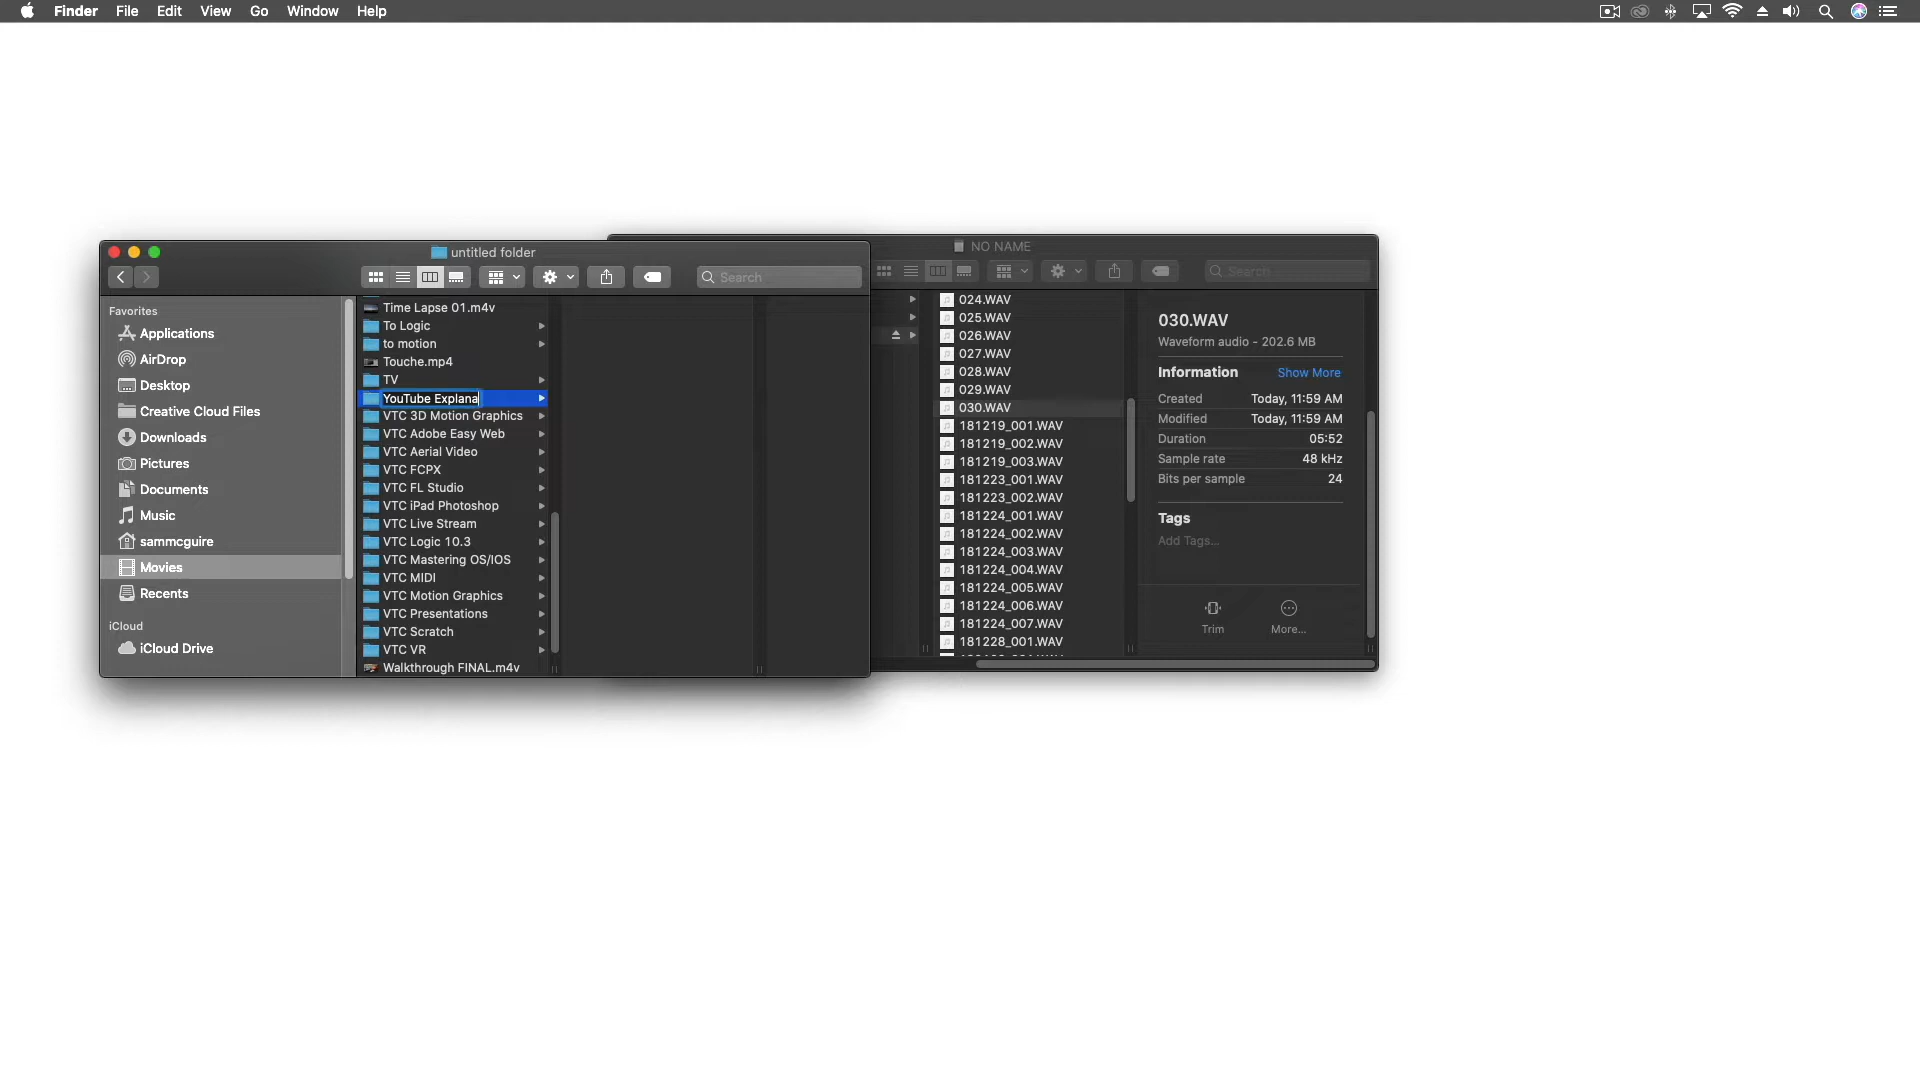 Finder File Edit View Go Window Help
untitled folder
Search
Favorites
Applications
AirDrop
Desktop
Creative Cloud Files
Downloads
Pictures
Documents
Music
sammcguire
Movies
Recents
iCloud
iCloud Drive
Time Lapse 01.m4v
To Logic
to motion
Touche.mp4
TV
YouTube Explana
VTC 3D Motion Graphics
VTC Adobe Easy Web
VTC Aerial Video
VTC FCPX
VTC FL Studio
VTC iPad Photoshop
VTC Live Stream
VTC Logic 10.3
VTC Mastering OS/IOS
VTC MIDI
VTC Motion Graphics
VTC Presentations
VTC Scratch
VTC VR
Walkthrough FINAL.m4v
NO NAME
Search
024.WAV
025.WAV
026.WAV
027.WAV
028.WAV
029.WAV
030.WAV
181219_001.WAV
181219_002.WAV
181219_003.WAV
181223_001.WAV
181223_002.WAV
181224_001.WAV
181224_002.WAV
181224_003.WAV
181224_004.WAV
181224_005.WAV
181224_006.WAV
181224_007.WAV
181228_001.WAV
030.WAV
Waveform audio - 202.6 MB
Information Show More
Created Today, 11:59 AM
Modified Today, 11:59 AM
Duration 05:52
Sample rate 48 kHz
Bits per sample 24
Tags
Add Tags...
Trim More...